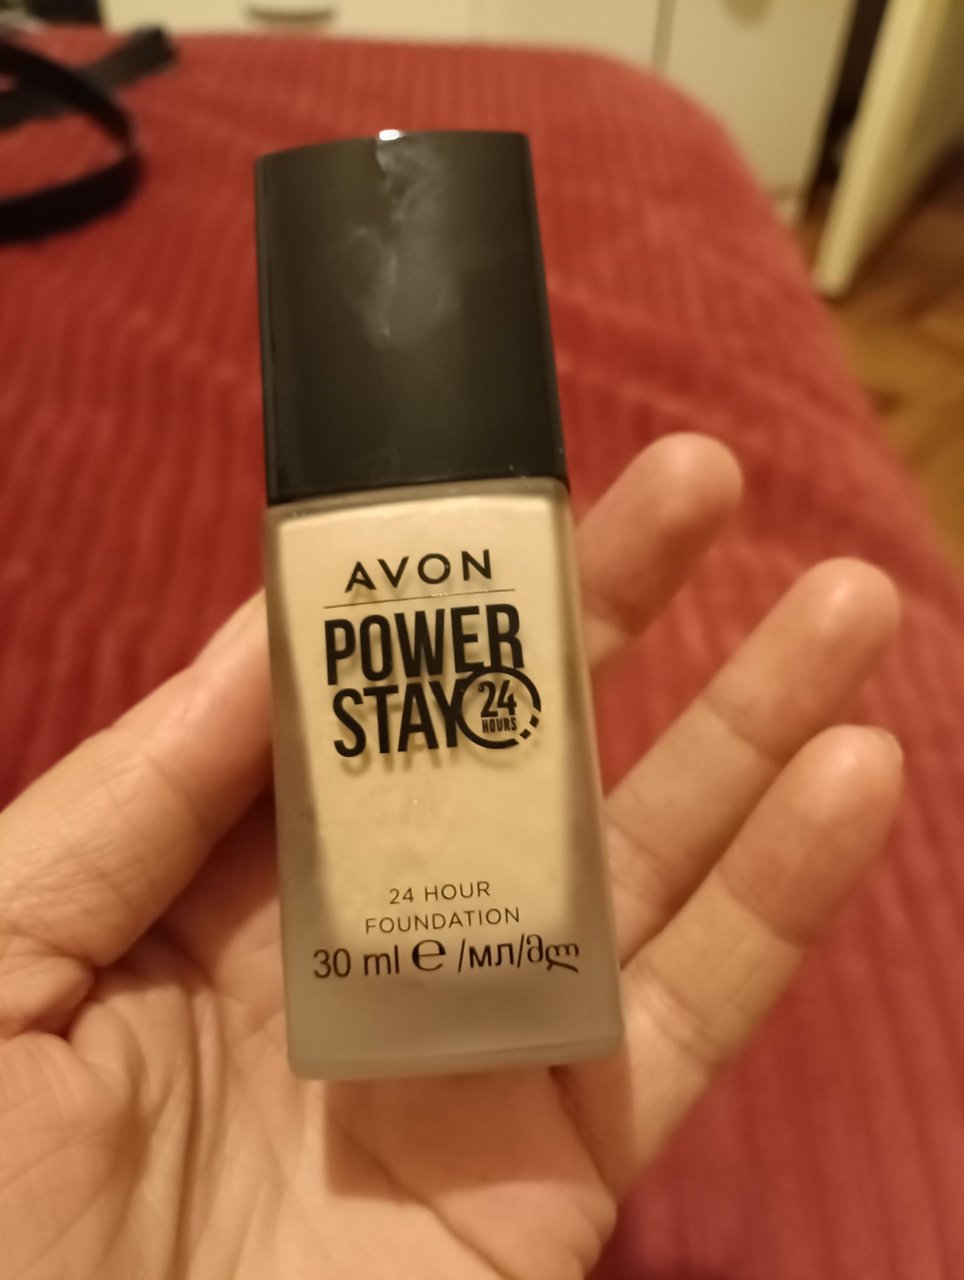 AVON
POWER
STAY 24
HOURS
24 HOUR
FOUNDATION
30 ml ℮ /мл/მლ